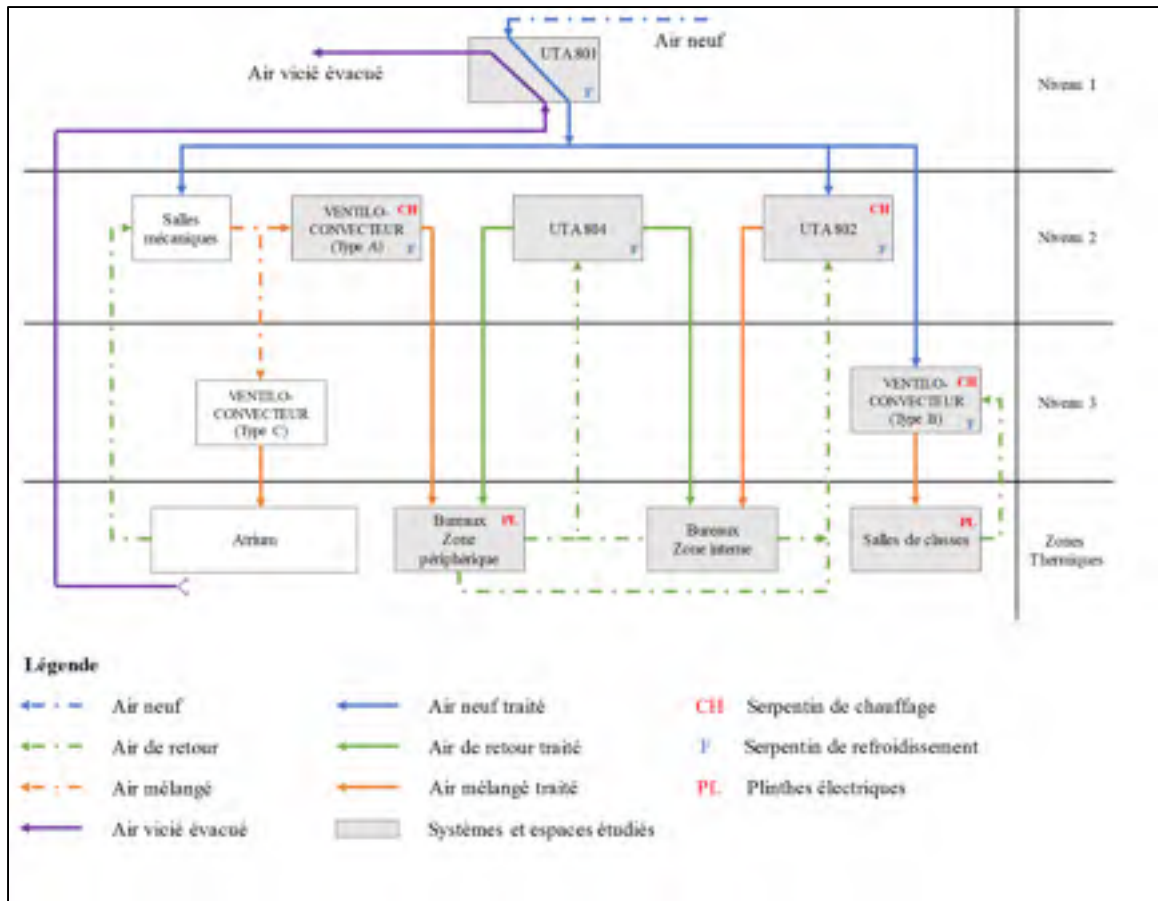 Air neuf
UTA 801
Air vicié évacué
F
Niveau 1
Salles
mécaniques
VENTILO-
CONVECTEUR
(Type A)
CH
F
UTA 804
F
CH
UTA 802
F
Niveau 2
VENTILO-
CONVECTEUR
(Type C)
VENTILO-
CONVECTEUR
(Type B)
CH
F
Niveau 3
Atrium
Bureaux
Zone
périphérique
PL
Bureaux
Zone interne
PL
Salles de classes
Zones
Thermiques
Légende
Air neuf
Air neuf traité
CH Serpentin de chauffage
Air de retour
Air de retour traité
F Serpentin de refroidissement
Air mélangé
Air mélangé traité
PL Plinthes électriques
Air vicié évacué
Systèmes et espaces étudiés